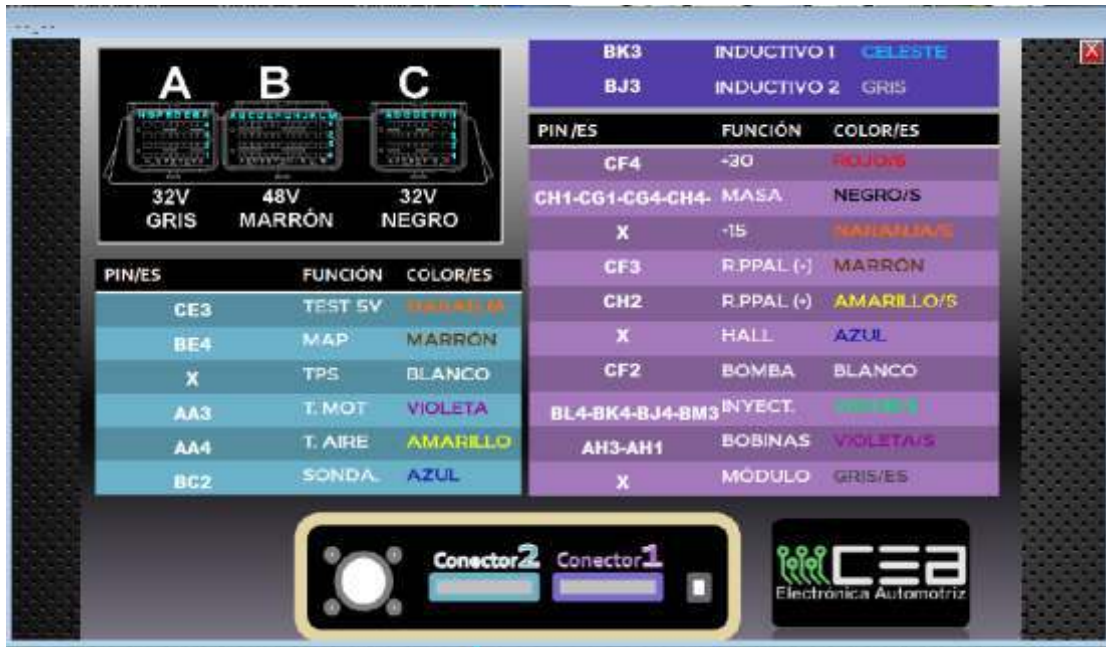 A B C
32V 48V 32V
GRIS MARRÓN NEGRO
PIN/ES FUNCIÓN COLOR/ES
CE3 TEST 5V
BE4 MAP MARRÓN
X TPS BLANCO
AA3 T. MOT VIOLETA
AA4 T. AIRE AMARILLO
BC2 SONDA. AZUL
BK3 INDUCTIVO 1 CELESTE
BJ3 INDUCTIVO 2 GRIS
PIN/ES FUNCIÓN COLOR/ES
CF4 -30 ROJO/S
CH1-CG1-CG4-CH4- MASA NEGRO/S
X -15 NARANJA/S
CF3 R.PPAL (-) MARRÓN
CH2 R.PPAL (+) AMARILLO/S
X HALL AZUL
CF2 BOMBA BLANCO
BL4-BK4-BJ4-BM3 INYECT.
AH3-AH1 BOBINAS VIOLETA/S
X MÓDULO GRIS/ES
Conector2 Conector1
CEA
Electrónica Automotriz